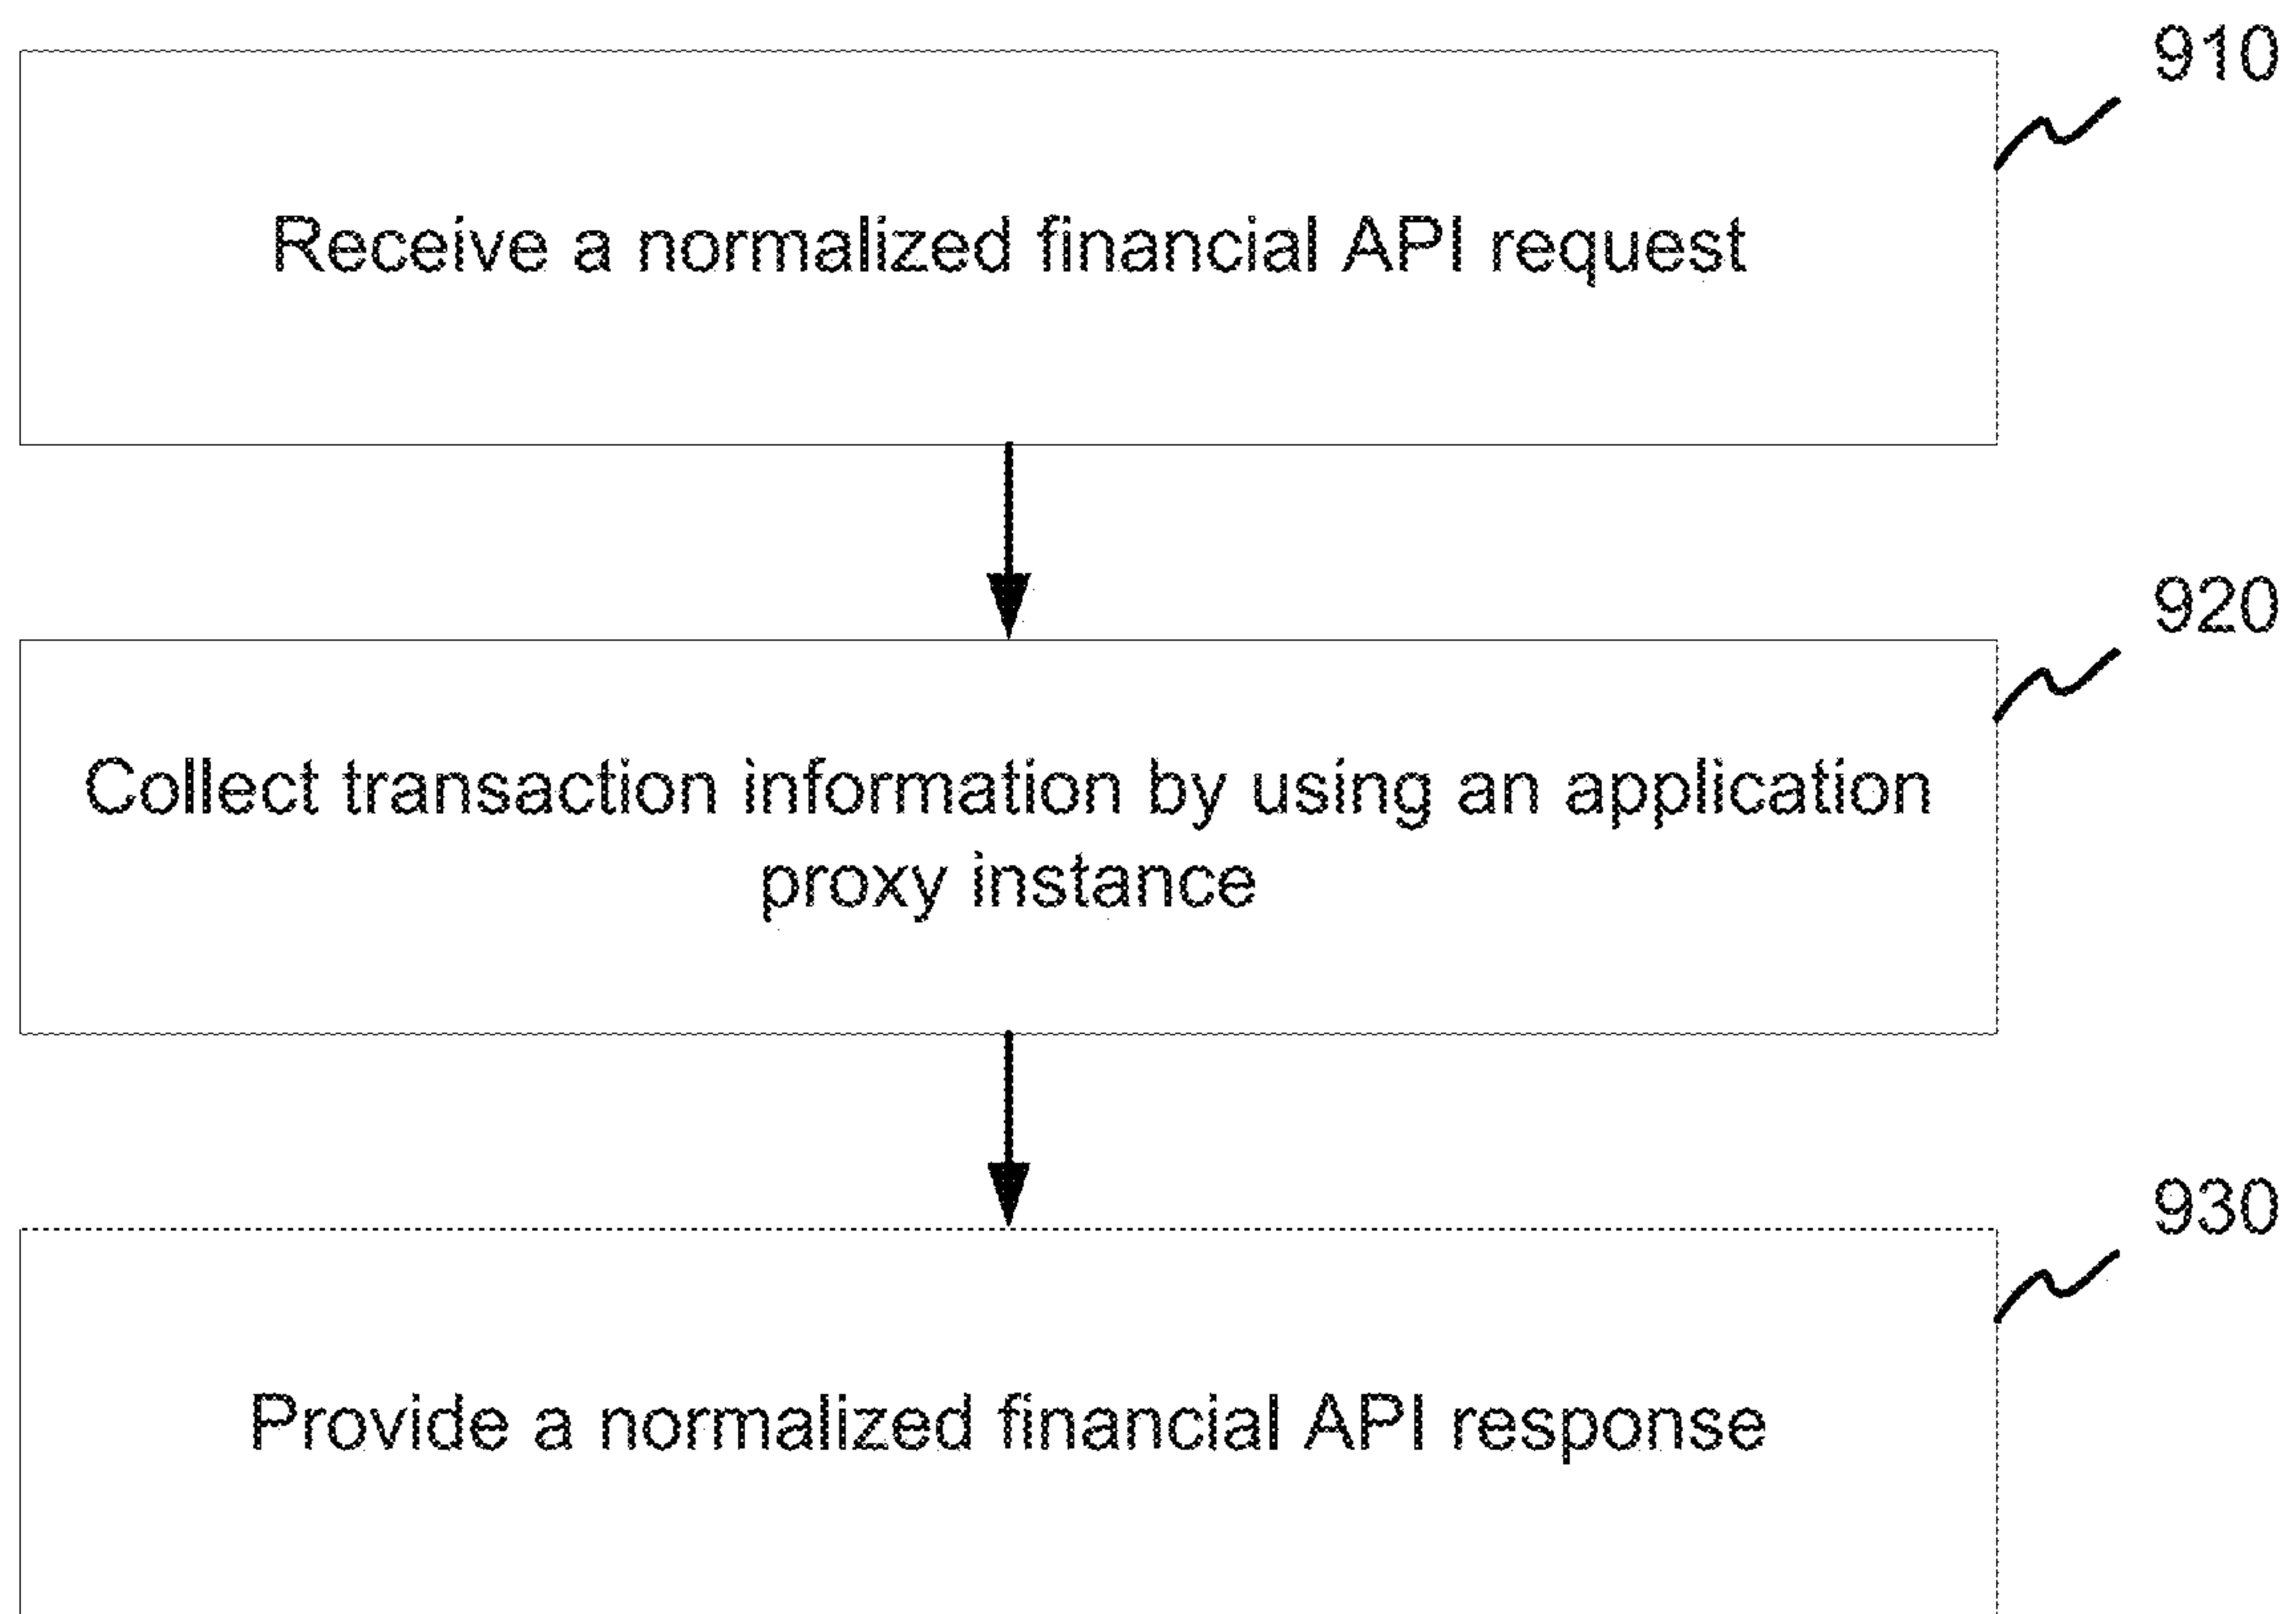 910
Receive a normalized financial API request
920
Collect transaction information by using an application
proxy instance
930
Provide a normalized financial API response